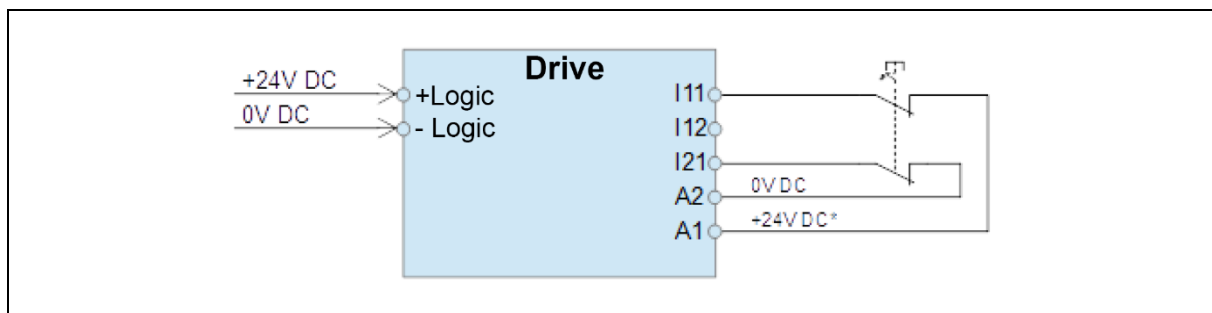 Drive
+24V DC
+Logic
0V DC
- Logic
I11
I12
I21
A2
0V DC
A1
+24V DC*